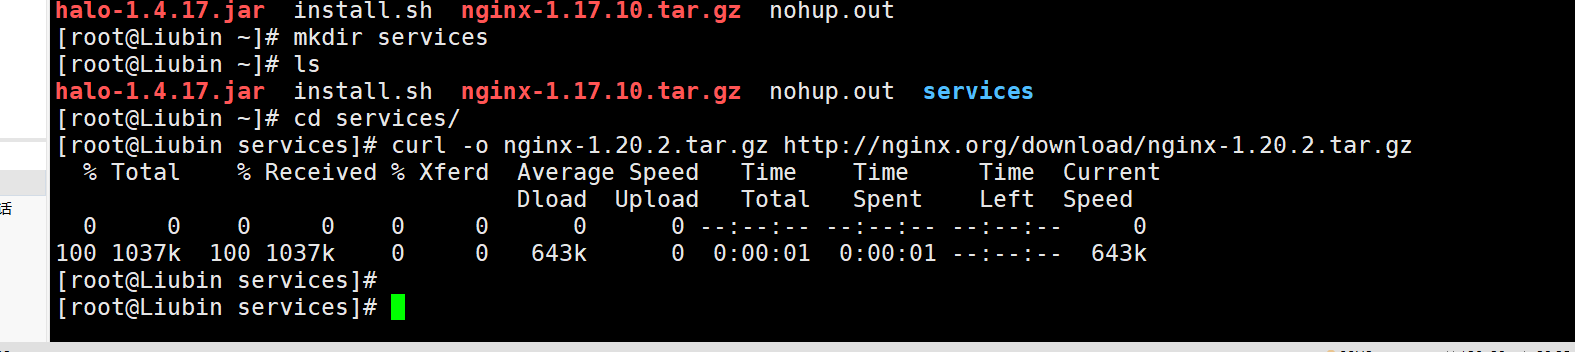 halo-1.4.17.jar  install.sh  nginx-1.17.10.tar.gz  nohup.out
[root@Liubin ~]# mkdir services
[root@Liubin ~]# ls
halo-1.4.17.jar  install.sh  nginx-1.17.10.tar.gz  nohup.out  services
[root@Liubin ~]# cd services/
[root@Liubin services]# curl -o nginx-1.20.2.tar.gz http://nginx.org/download/nginx-1.20.2.tar.gz
  % Total    % Received % Xferd  Average Speed   Time    Time     Time  Current
                                 Dload  Upload   Total   Spent    Left  Speed
  0     0    0     0    0     0      0      0 --:--:-- --:--:-- --:--:--     0
100 1037k  100 1037k    0     0   643k      0  0:00:01  0:00:01 --:--:--  643k
[root@Liubin services]#
[root@Liubin services]#
话